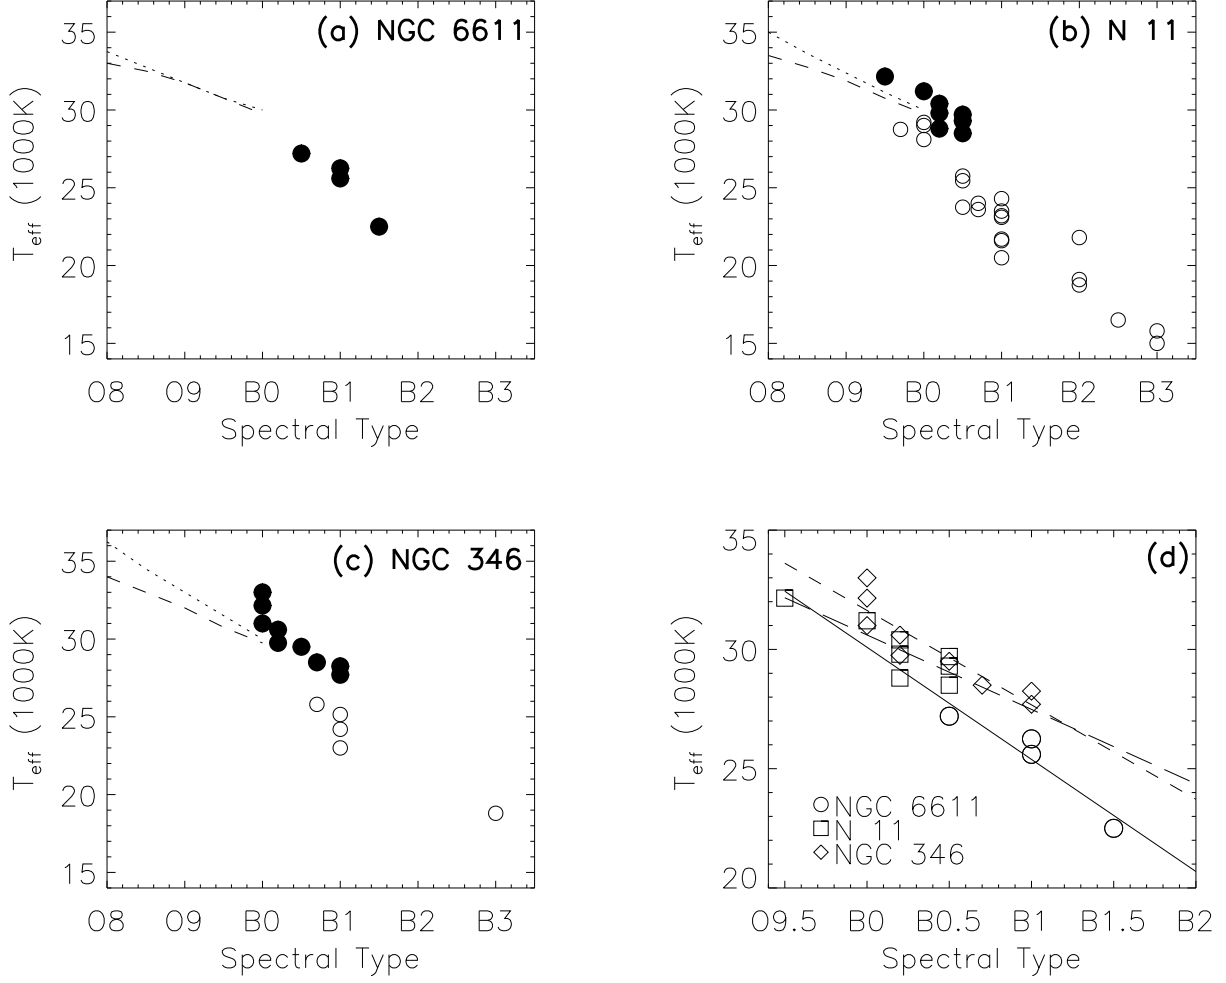 (a) NGC 6611
35
30
25
20
15
T_eff (1000K)
O8 O9 B0 B1 B2 B3
Spectral Type
(b) N 11
35
30
25
20
15
T_eff (1000K)
O8 O9 B0 B1 B2 B3
Spectral Type
(c) NGC 346
35
30
25
20
15
T_eff (1000K)
O8 O9 B0 B1 B2 B3
Spectral Type
(d)
35
30
25
20
T_eff (1000K)
NGC 6611
N 11
NGC 346
O9.5 B0 B0.5 B1 B1.5 B2
Spectral Type